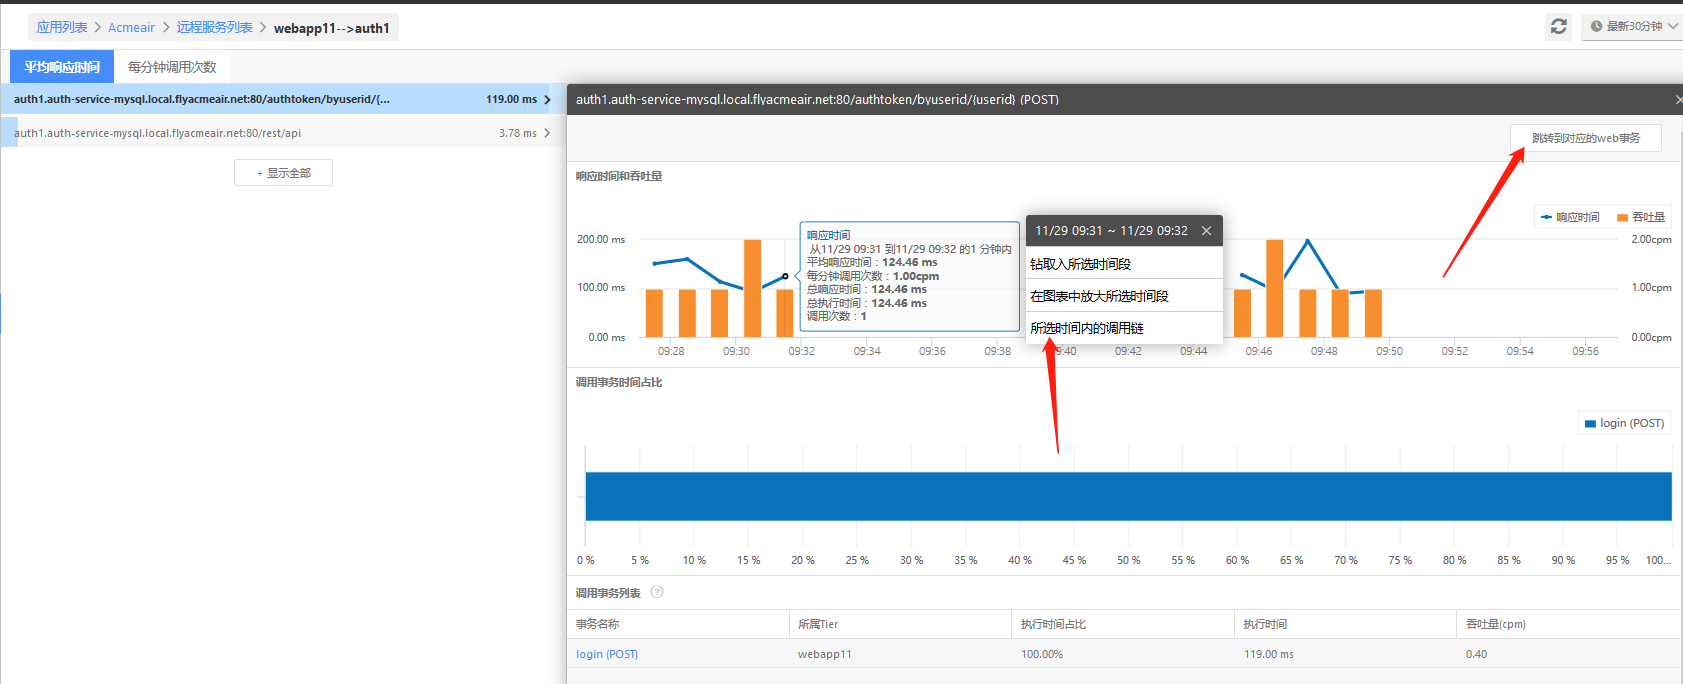 应用列表 > Acmeair > 远程服务列表 > webapp11-->auth1
最新30分钟
平均响应时间 每分钟调用次数
auth1.auth-service-mysql.local.flyacmeair.net:80/authtoken/byuserid/{... 119.00 ms
auth1.auth-service-mysql.local.flyacmeair.net:80/rest/api 3.78 ms
+ 显示全部
auth1.auth-service-mysql.local.flyacmeair.net:80/authtoken/byuserid/{userid} (POST)
跳转到对应的web事务
响应时间和吞吐量
响应时间 吞吐量
200.00 ms
100.00 ms
0.00 ms
2.00cpm
1.00cpm
0.00cpm
响应时间
从11/29 09:31 到11/29 09:32 的1 分钟内
平均响应时间：124.46 ms
每分钟调用次数：1.00cpm
总响应时间：124.46 ms
总执行时间：124.46 ms
调用次数：1
11/29 09:31 ~ 11/29 09:32
钻取入所选时间段
在图表中放大所选时间段
所选时间内的调用链
09:28 09:30 09:32 09:34 09:36 09:38 09:40 09:42 09:44 09:46 09:48 09:50 09:52 09:54 09:56
调用事务时间占比
login (POST)
0 % 5 % 10 % 15 % 20 % 25 % 30 % 35 % 40 % 45 % 50 % 55 % 60 % 65 % 70 % 75 % 80 % 85 % 90 % 95 % 100...
调用事务列表 ?
事务名称 所属Tier 执行时间占比 执行时间 吞吐量(cpm)
login (POST) webapp11 100.00% 119.00 ms 0.40